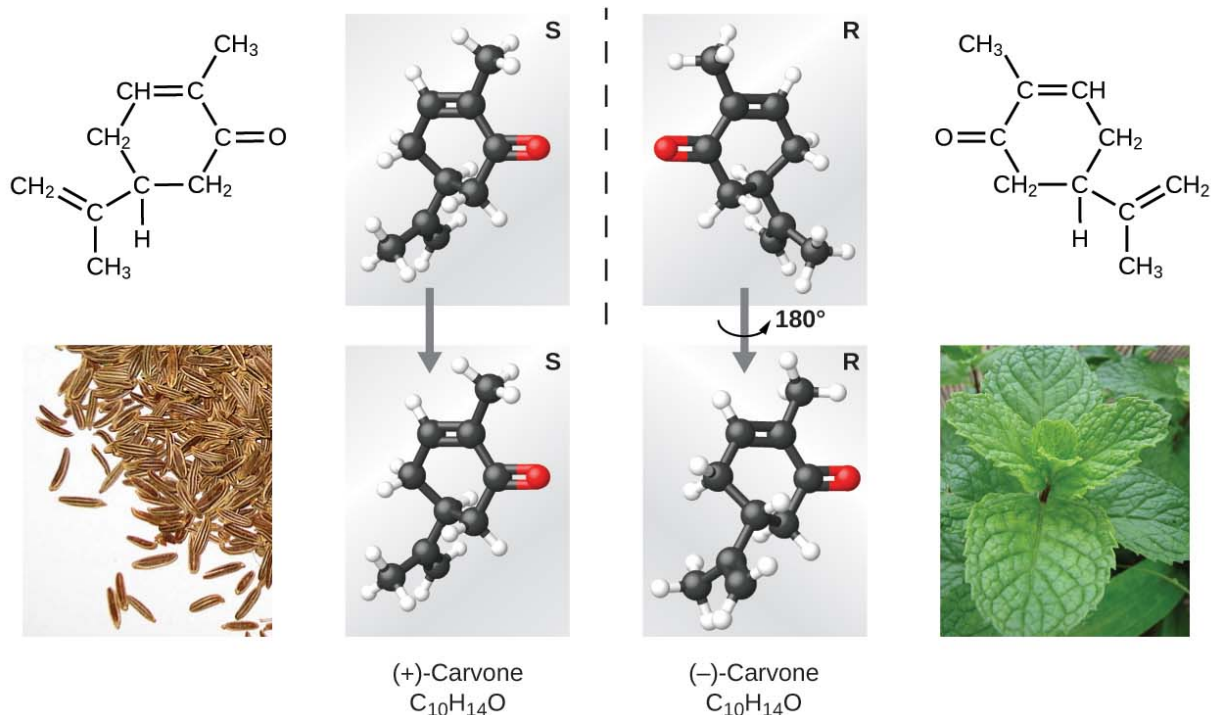 CH₃
CH
C
CH₂
C
O
CH₂
C
CH₂
H
CH₃
S
R
CH₃
C
CH
O
C
CH₂
CH₂
C
CH₂
H
CH₃
180°
S
R
(+)-Carvone
C₁₀H₁₄O
(–)-Carvone
C₁₀H₁₄O